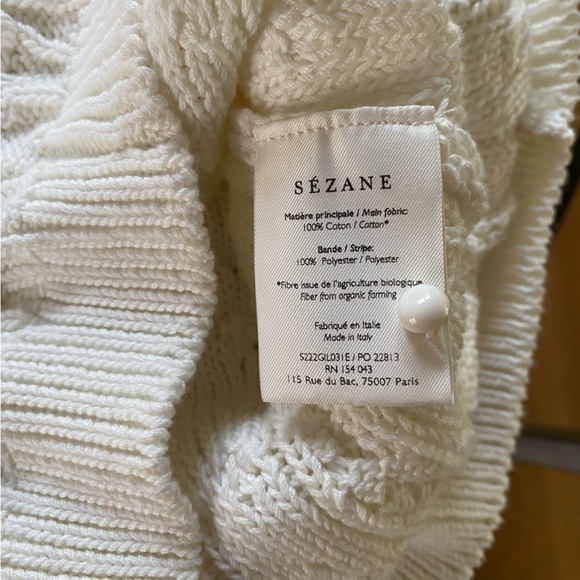 SÉZANE
Matière principale / Main fabric:
100% Coton / Cotton*
Bande / Stripe:
100% Polyester / Polyester
*Fibre issue de l'agriculture biologique
Fiber from organic farming
Fabriqué en Italie
Made in Italy
S222GIL031E / PO 22813
RN 154 043
115 Rue du Bac, 75007 Paris